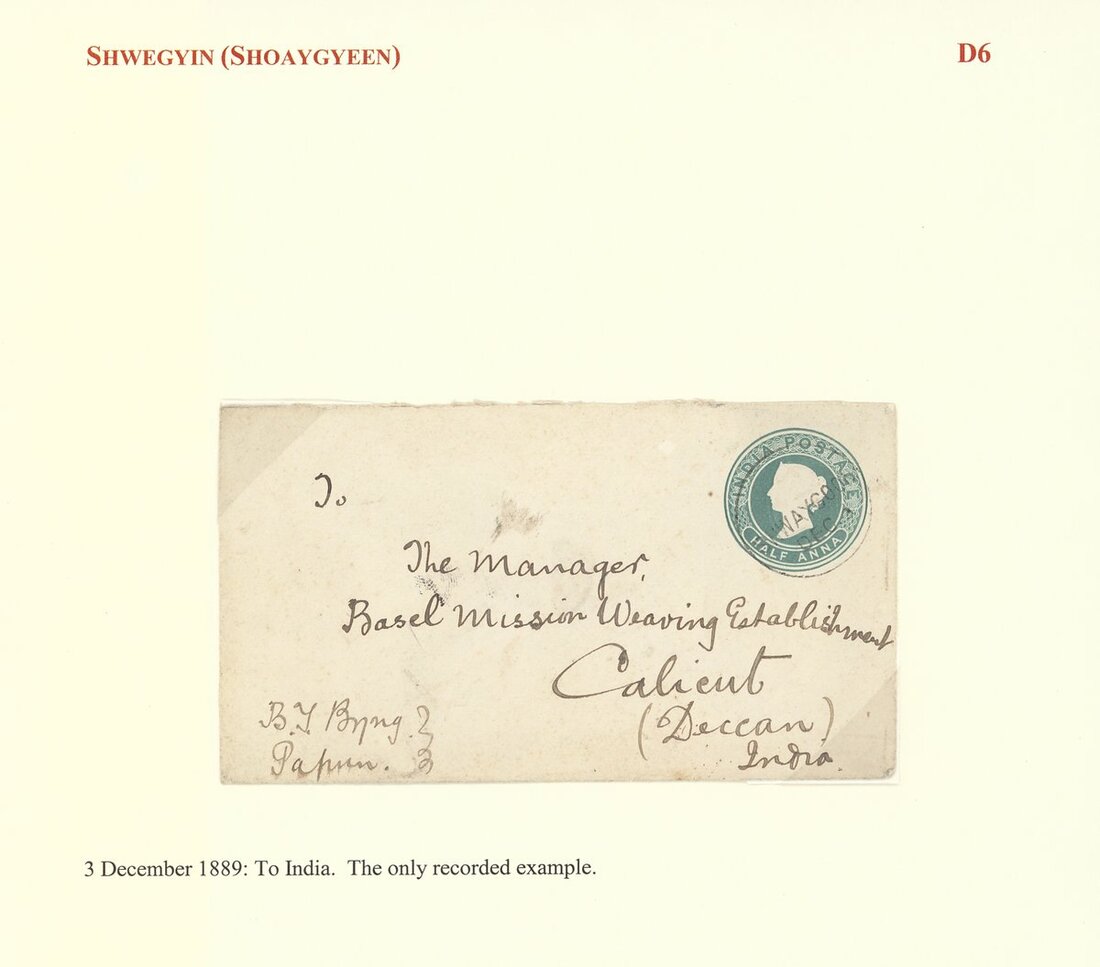 SHWEGYIN (SHOAYGYEEN)
D6
INDIA POSTAGE
HALF ANNA
DEC
To
The Manager,
Basel Mission Weaving Establishment
Calicut
(Deccan)
India.
B.Y Byng.
Papun.
3 December 1889: To India. The only recorded example.